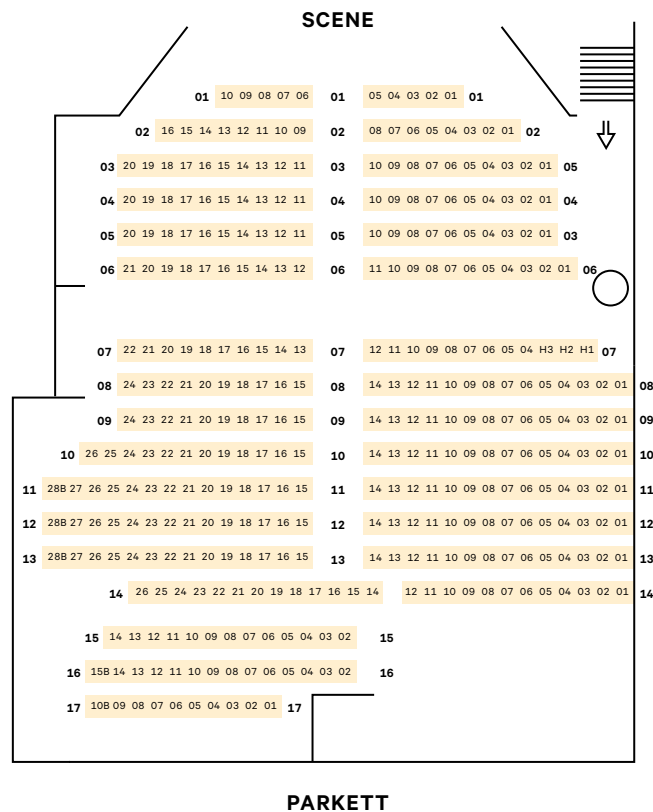 SCENE
01 10 09 08 07 06 01 05 04 03 02 01 01
02 16 15 14 13 12 11 10 09 02 08 07 06 05 04 03 02 01 02
03 20 19 18 17 16 15 14 13 12 11 03 10 09 08 07 06 05 04 03 02 01 05
04 20 19 18 17 16 15 14 13 12 11 04 10 09 08 07 06 05 04 03 02 01 04
05 20 19 18 17 16 15 14 13 12 11 05 10 09 08 07 06 05 04 03 02 01 03
06 21 20 19 18 17 16 15 14 13 12 06 11 10 09 08 07 06 05 04 03 02 01 06
07 22 21 20 19 18 17 16 15 14 13 07 12 11 10 09 08 07 06 05 04 H3 H2 H1 07
08 24 23 22 21 20 19 18 17 16 15 08 14 13 12 11 10 09 08 07 06 05 04 03 02 01 08
09 24 23 22 21 20 19 18 17 16 15 09 14 13 12 11 10 09 08 07 06 05 04 03 02 01 09
10 26 25 24 23 22 21 20 19 18 17 16 15 10 14 13 12 11 10 09 08 07 06 05 04 03 02 01 10
11 28B 27 26 25 24 23 22 21 20 19 18 17 16 15 11 14 13 12 11 10 09 08 07 06 05 04 03 02 01 11
12 28B 27 26 25 24 23 22 21 20 19 18 17 16 15 12 14 13 12 11 10 09 08 07 06 05 04 03 02 01 12
13 28B 27 26 25 24 23 22 21 20 19 18 17 16 15 13 14 13 12 11 10 09 08 07 06 05 04 03 02 01 13
14 26 25 24 23 22 21 20 19 18 17 16 15 14 12 11 10 09 08 07 06 05 04 03 02 01 14
15 14 13 12 11 10 09 08 07 06 05 04 03 02 15
16 15B 14 13 12 11 10 09 08 07 06 05 04 03 02 16
17 10B 09 08 07 06 05 04 03 02 01 17
PARKETT